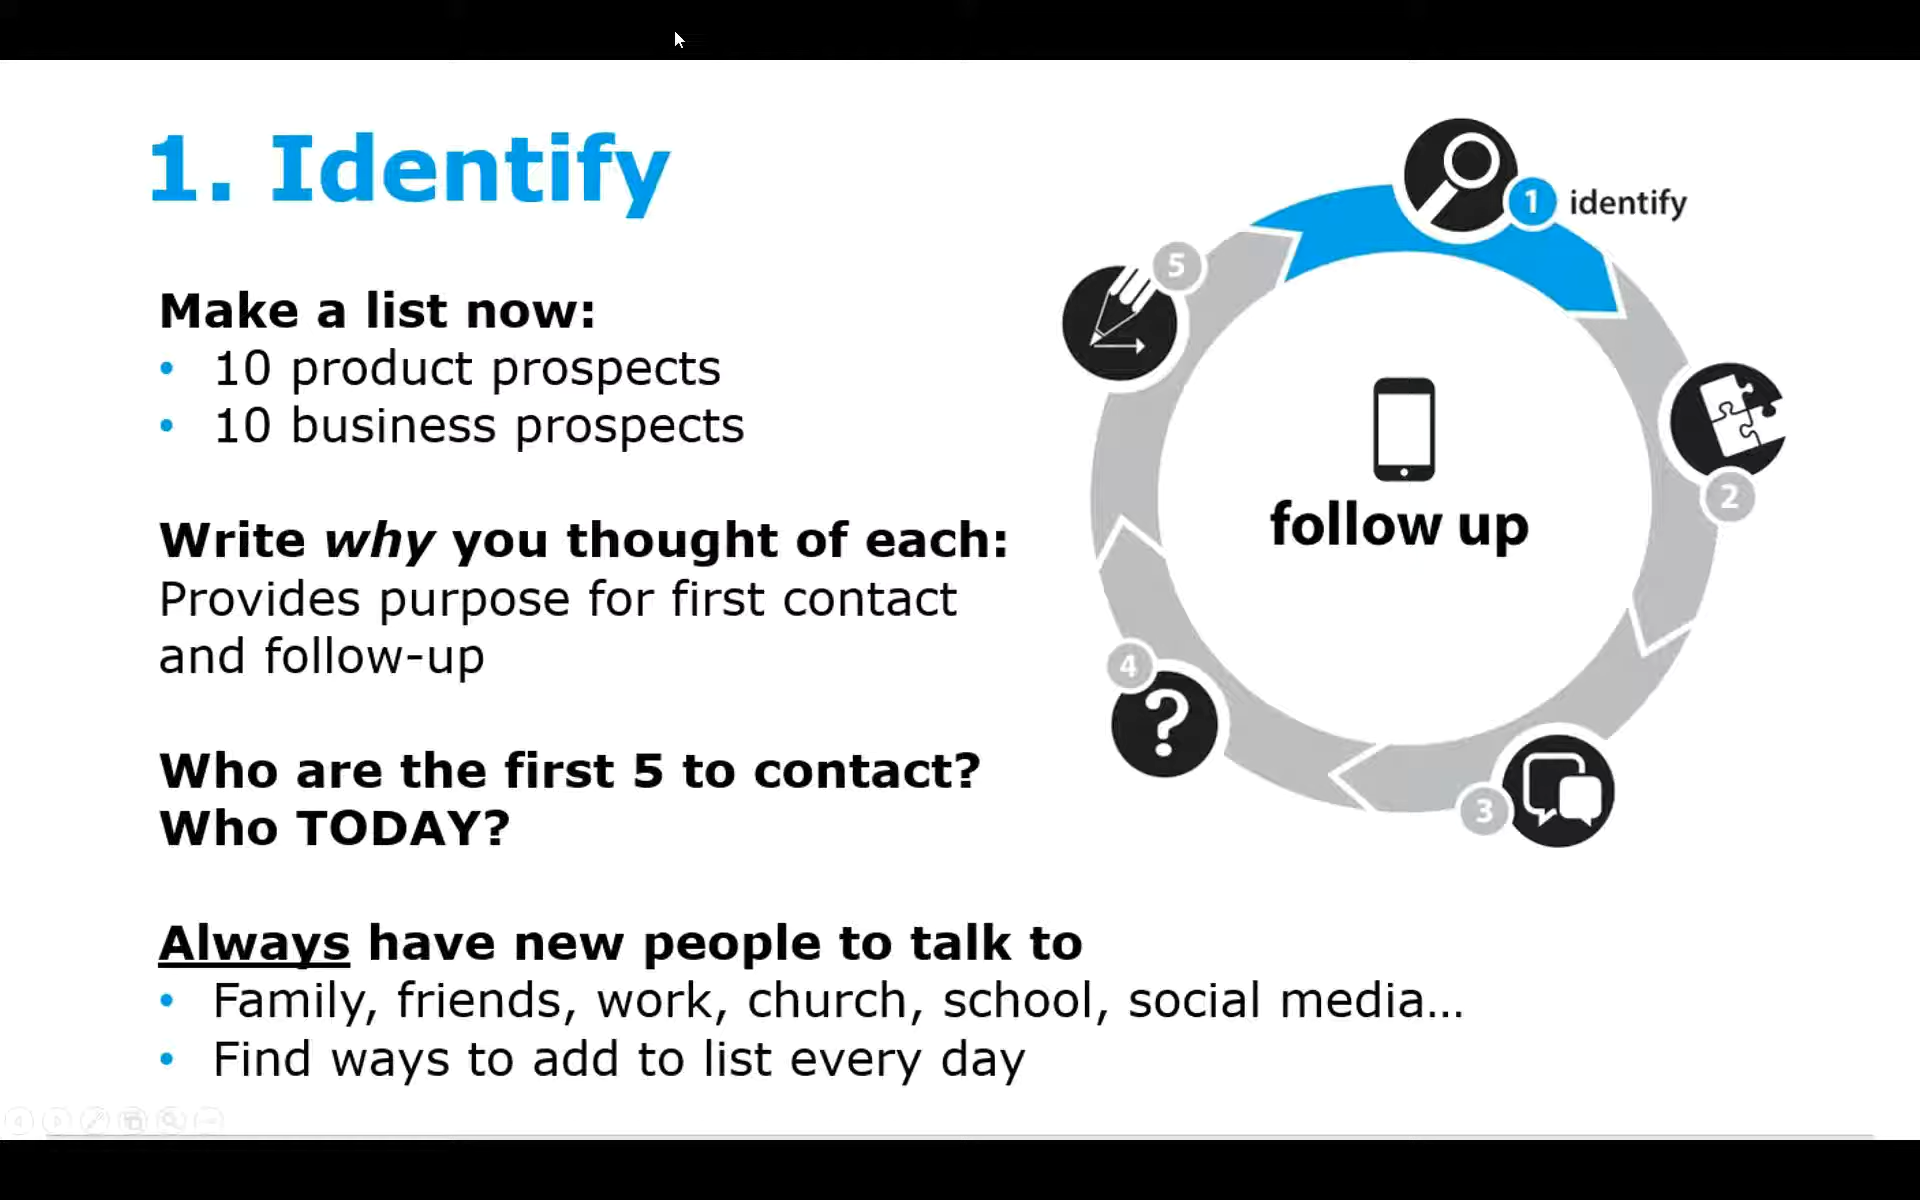 1. Identify
Make a list now:
• 10 product prospects
• 10 business prospects
Write why you thought of each:
Provides purpose for first contact
and follow-up
Who are the first 5 to contact?
Who TODAY?
Always have new people to talk to
• Family, friends, work, church, school, social media...
• Find ways to add to list every day
1 identify
5
2
follow up
4
?
3